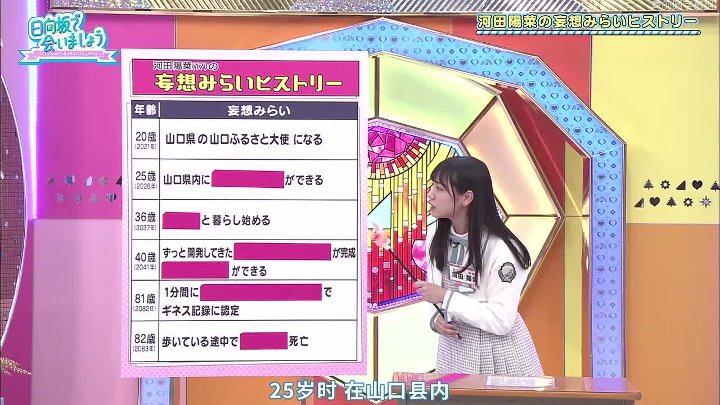 日向坂で
会いましょう
河田陽菜の妄想みらいヒストリー
河田陽菜(17)の
妄想みらいヒストリー
年齢 妄想みらい
20歳 山口県の山口ふるさと大使になる
(2021年)
25歳 山口県内に ができる
(2026年)
36歳 と暮らし始める
(2037年)
40歳 ずっと開発してきた が完成
(2041年) ができる
81歳 1分間に で
(2082年) ギネス記録に認定
82歳 歩いている途中で 死亡
(2083年)
25岁时 在山口县内